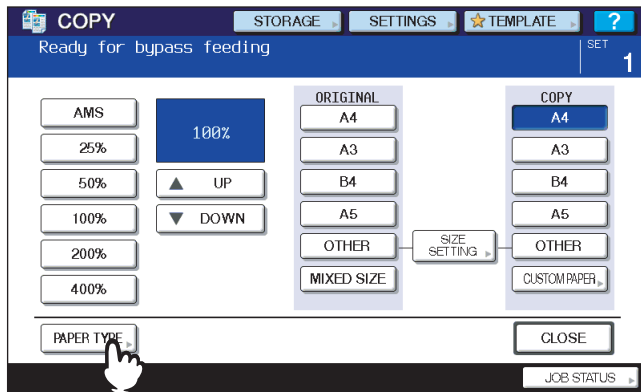 COPY
STORAGE
SETTINGS
TEMPLATE
?
Ready for bypass feeding
SET
1
AMS
25%
50%
100%
200%
400%
100%
UP
DOWN
ORIGINAL
A4
A3
B4
A5
OTHER
MIXED SIZE
SIZE
SETTING
COPY
A4
A3
B4
A5
OTHER
CUSTOM PAPER
PAPER TYPE
CLOSE
JOB STATUS